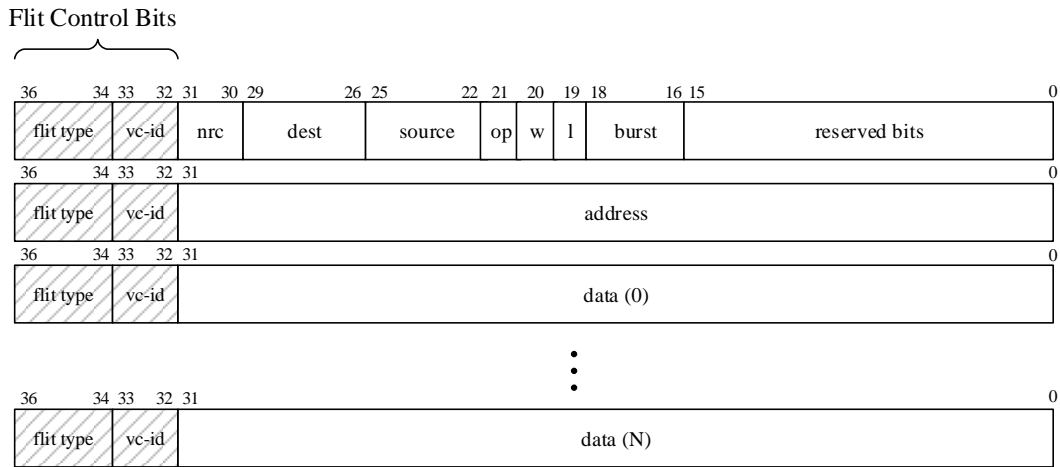 Flit Control Bits
36 34 33 32 31 30 29 26 25 22 21 20 19 18 16 15 0
flit type vc-id nrc dest source op w l burst reserved bits
36 34 33 32 31 0
flit type vc-id address
36 34 33 32 31 0
flit type vc-id data (0)
36 34 33 32 31 0
flit type vc-id data (N)